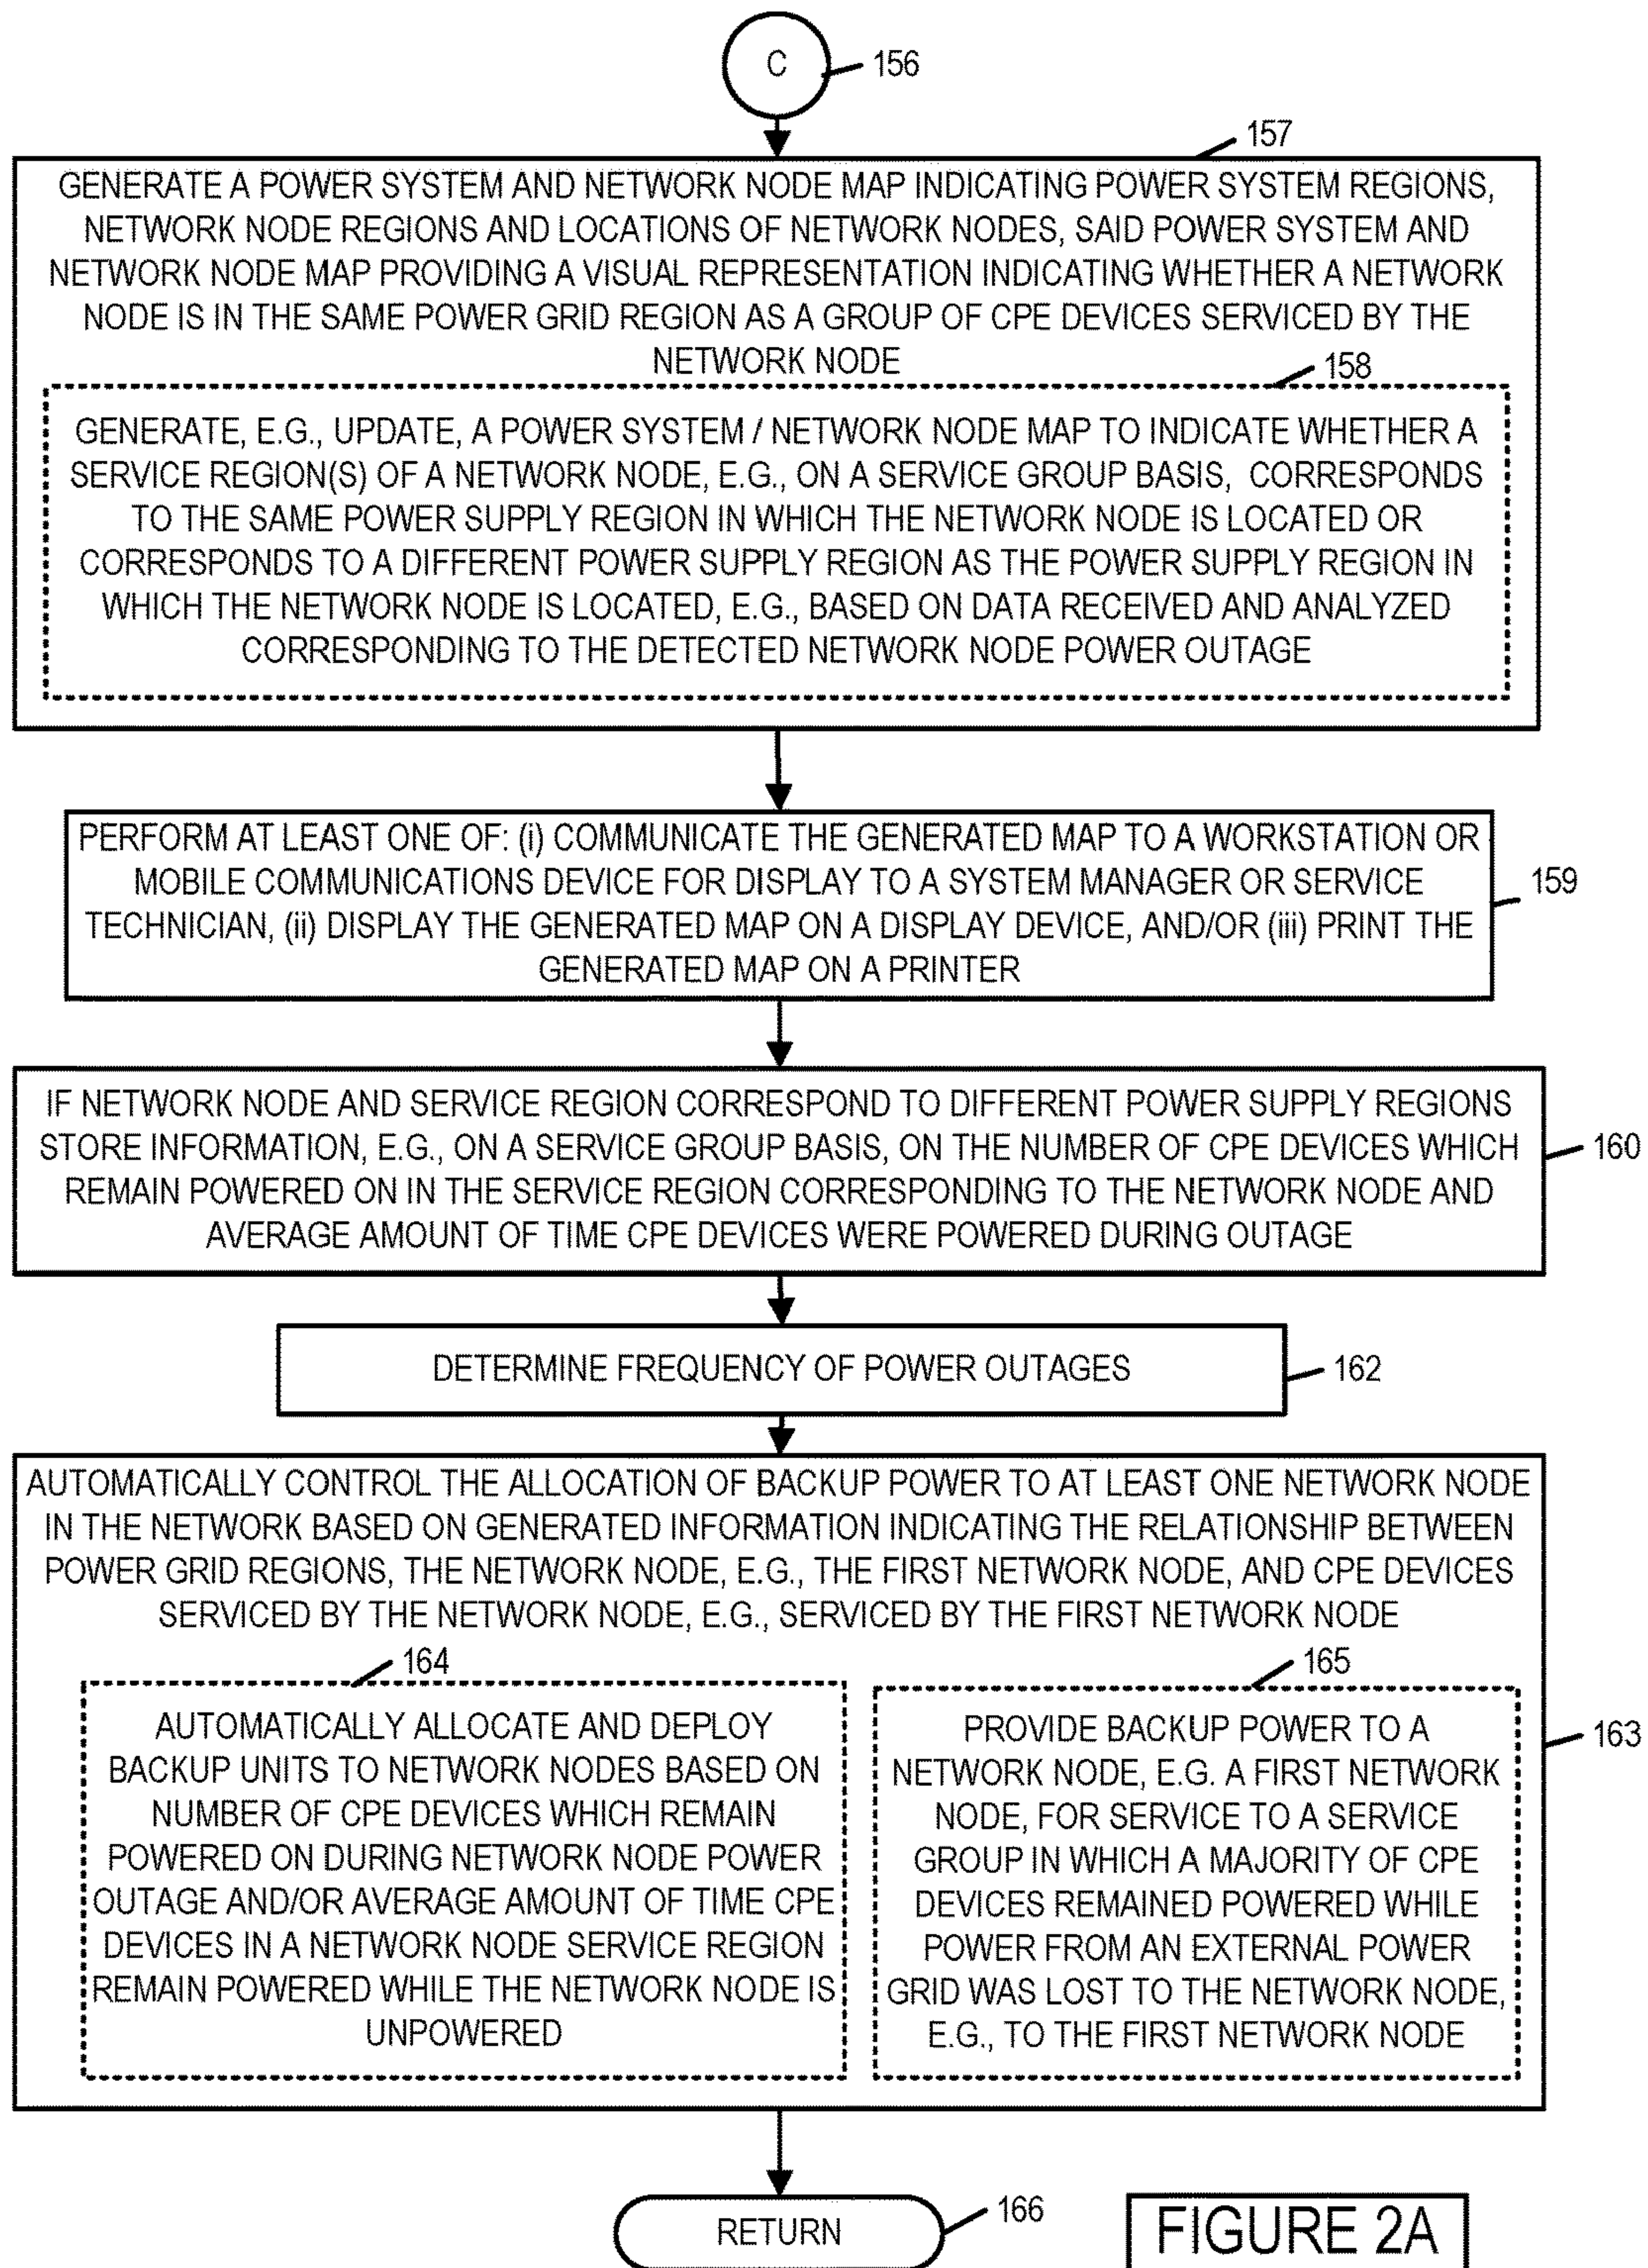 C
156
157
GENERATE A POWER SYSTEM AND NETWORK NODE MAP INDICATING POWER SYSTEM REGIONS,
NETWORK NODE REGIONS AND LOCATIONS OF NETWORK NODES, SAID POWER SYSTEM AND
NETWORK NODE MAP PROVIDING A VISUAL REPRESENTATION INDICATING WHETHER A NETWORK
NODE IS IN THE SAME POWER GRID REGION AS A GROUP OF CPE DEVICES SERVICED BY THE
NETWORK NODE
158
GENERATE, E.G., UPDATE, A POWER SYSTEM / NETWORK NODE MAP TO INDICATE WHETHER A
SERVICE REGION(S) OF A NETWORK NODE, E.G., ON A SERVICE GROUP BASIS, CORRESPONDS
TO THE SAME POWER SUPPLY REGION IN WHICH THE NETWORK NODE IS LOCATED OR
CORRESPONDS TO A DIFFERENT POWER SUPPLY REGION AS THE POWER SUPPLY REGION IN
WHICH THE NETWORK NODE IS LOCATED, E.G., BASED ON DATA RECEIVED AND ANALYZED
CORRESPONDING TO THE DETECTED NETWORK NODE POWER OUTAGE
PERFORM AT LEAST ONE OF: (i) COMMUNICATE THE GENERATED MAP TO A WORKSTATION OR
MOBILE COMMUNICATIONS DEVICE FOR DISPLAY TO A SYSTEM MANAGER OR SERVICE
TECHNICIAN, (ii) DISPLAY THE GENERATED MAP ON A DISPLAY DEVICE, AND/OR (iii) PRINT THE
GENERATED MAP ON A PRINTER
159
IF NETWORK NODE AND SERVICE REGION CORRESPOND TO DIFFERENT POWER SUPPLY REGIONS
STORE INFORMATION, E.G., ON A SERVICE GROUP BASIS, ON THE NUMBER OF CPE DEVICES WHICH
REMAIN POWERED ON IN THE SERVICE REGION CORRESPONDING TO THE NETWORK NODE AND
AVERAGE AMOUNT OF TIME CPE DEVICES WERE POWERED DURING OUTAGE
160
DETERMINE FREQUENCY OF POWER OUTAGES
162
AUTOMATICALLY CONTROL THE ALLOCATION OF BACKUP POWER TO AT LEAST ONE NETWORK NODE
IN THE NETWORK BASED ON GENERATED INFORMATION INDICATING THE RELATIONSHIP BETWEEN
POWER GRID REGIONS, THE NETWORK NODE, E.G., THE FIRST NETWORK NODE, AND CPE DEVICES
SERVICED BY THE NETWORK NODE, E.G., SERVICED BY THE FIRST NETWORK NODE
163
164
AUTOMATICALLY ALLOCATE AND DEPLOY
BACKUP UNITS TO NETWORK NODES BASED ON
NUMBER OF CPE DEVICES WHICH REMAIN
POWERED ON DURING NETWORK NODE POWER
OUTAGE AND/OR AVERAGE AMOUNT OF TIME CPE
DEVICES IN A NETWORK NODE SERVICE REGION
REMAIN POWERED WHILE THE NETWORK NODE IS
UNPOWERED
165
PROVIDE BACKUP POWER TO A
NETWORK NODE, E.G. A FIRST NETWORK
NODE, FOR SERVICE TO A SERVICE
GROUP IN WHICH A MAJORITY OF CPE
DEVICES REMAINED POWERED WHILE
POWER FROM AN EXTERNAL POWER
GRID WAS LOST TO THE NETWORK NODE,
E.G., TO THE FIRST NETWORK NODE
RETURN
166
FIGURE 2A